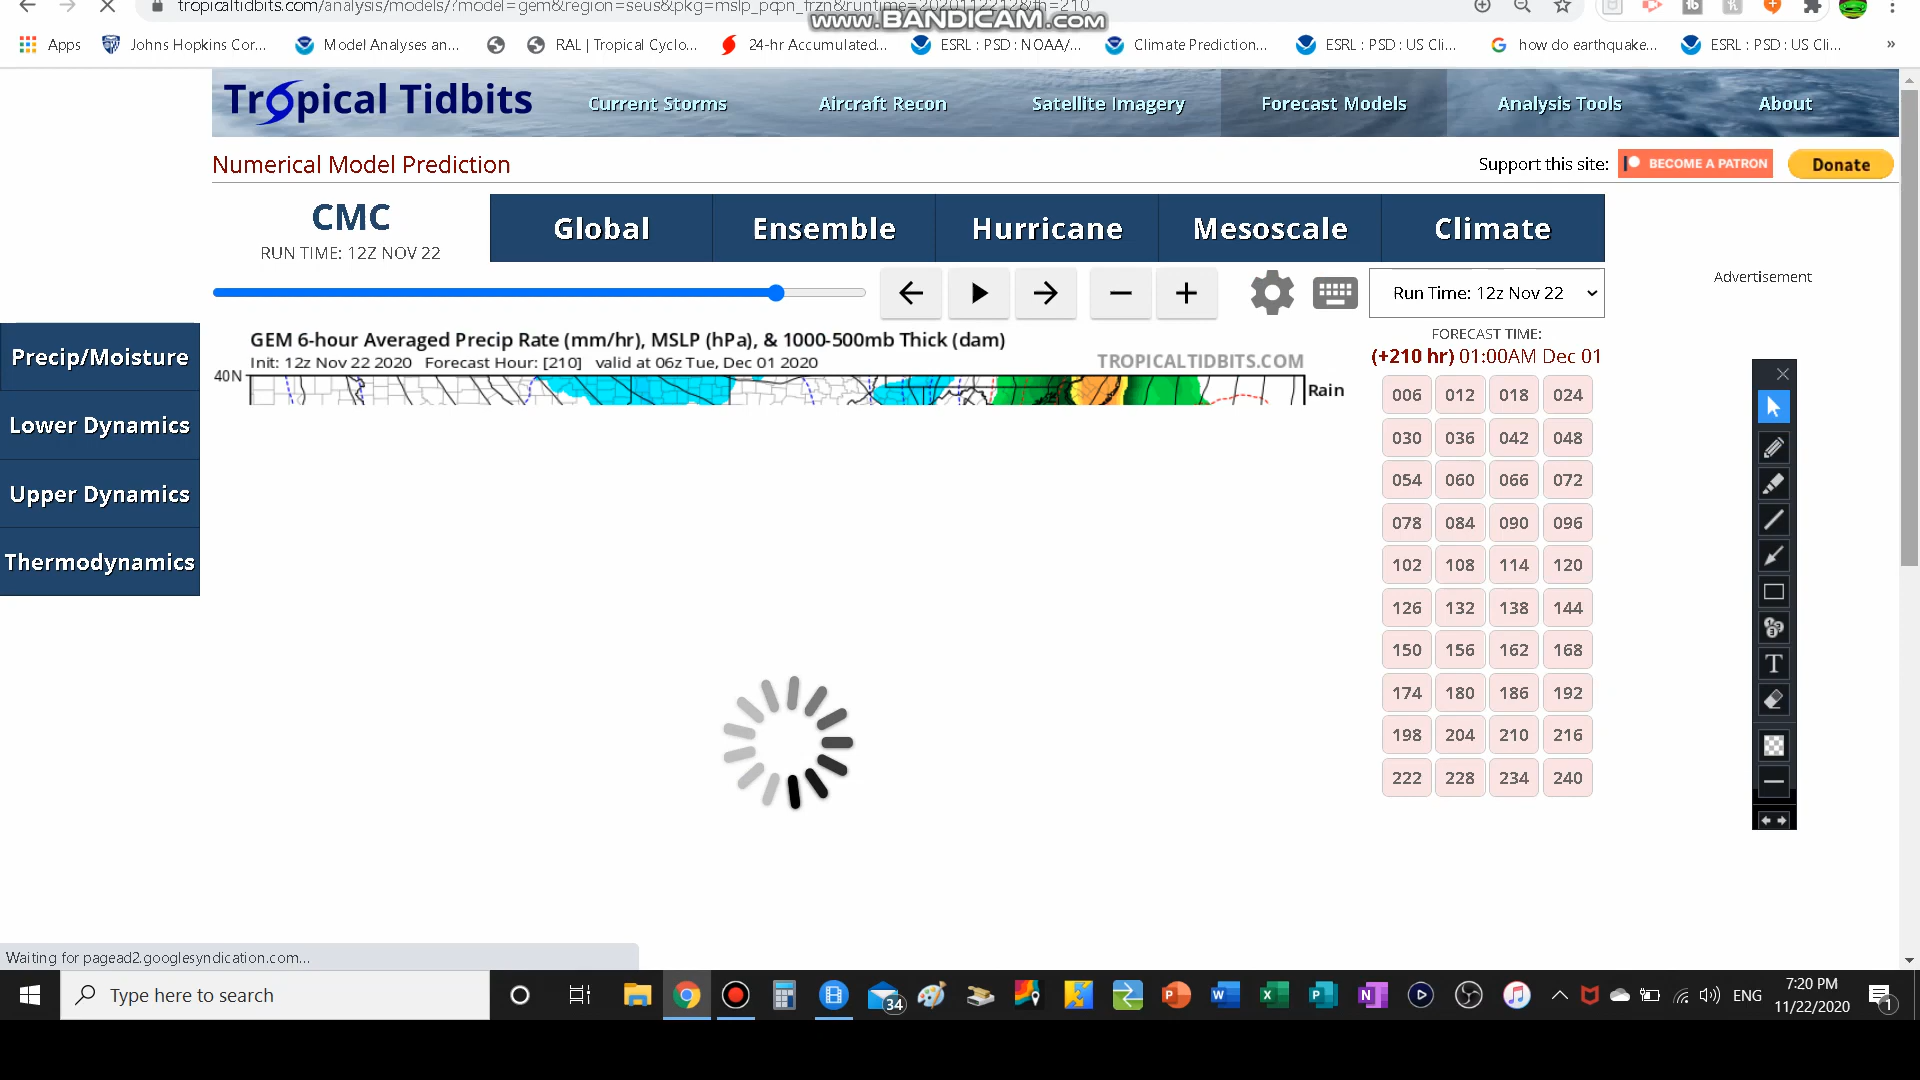 tropicaltidbits.com/analysis/models/?model=gem&region=seus&pkg=mslp_pcpn_frzn&runtime=2020112212&fh=210
www.BANDICAM.com
Apps Johns Hopkins Cor... Model Analyses an... RAL | Tropical Cyclo... 24-hr Accumulated... ESRL : PSD : NOAA/... Climate Prediction... ESRL : PSD : US Cli... how do earthquake... ESRL : PSD : US Cli... »
Tropical Tidbits
Current Storms Aircraft Recon Satellite Imagery Forecast Models Analysis Tools About
Numerical Model Prediction
Support this site: BECOME A PATRON Donate
CMC
RUN TIME: 12Z NOV 22
Global Ensemble Hurricane Mesoscale Climate
Run Time: 12z Nov 22
Advertisement
Precip/Moisture
Lower Dynamics
Upper Dynamics
Thermodynamics
GEM 6-hour Averaged Precip Rate (mm/hr), MSLP (hPa), & 1000-500mb Thick (dam)
Init: 12z Nov 22 2020 Forecast Hour: [210] valid at 06z Tue, Dec 01 2020
TROPICALTIDBITS.COM
40N
Rain
FORECAST TIME:
(+210 hr) 01:00AM Dec 01
006 012 018 024
030 036 042 048
054 060 066 072
078 084 090 096
102 108 114 120
126 132 138 144
150 156 162 168
174 180 186 192
198 204 210 216
222 228 234 240
T
Waiting for pagead2.googlesyndication.com...
Type here to search
34
ENG
7:20 PM
11/22/2020
1